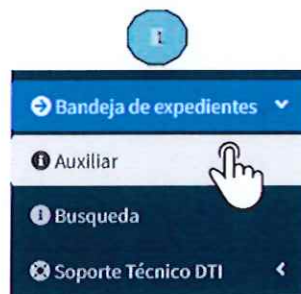 1
Bandeja de expedientes
Auxiliar
Busqueda
Soporte Técnico DTI